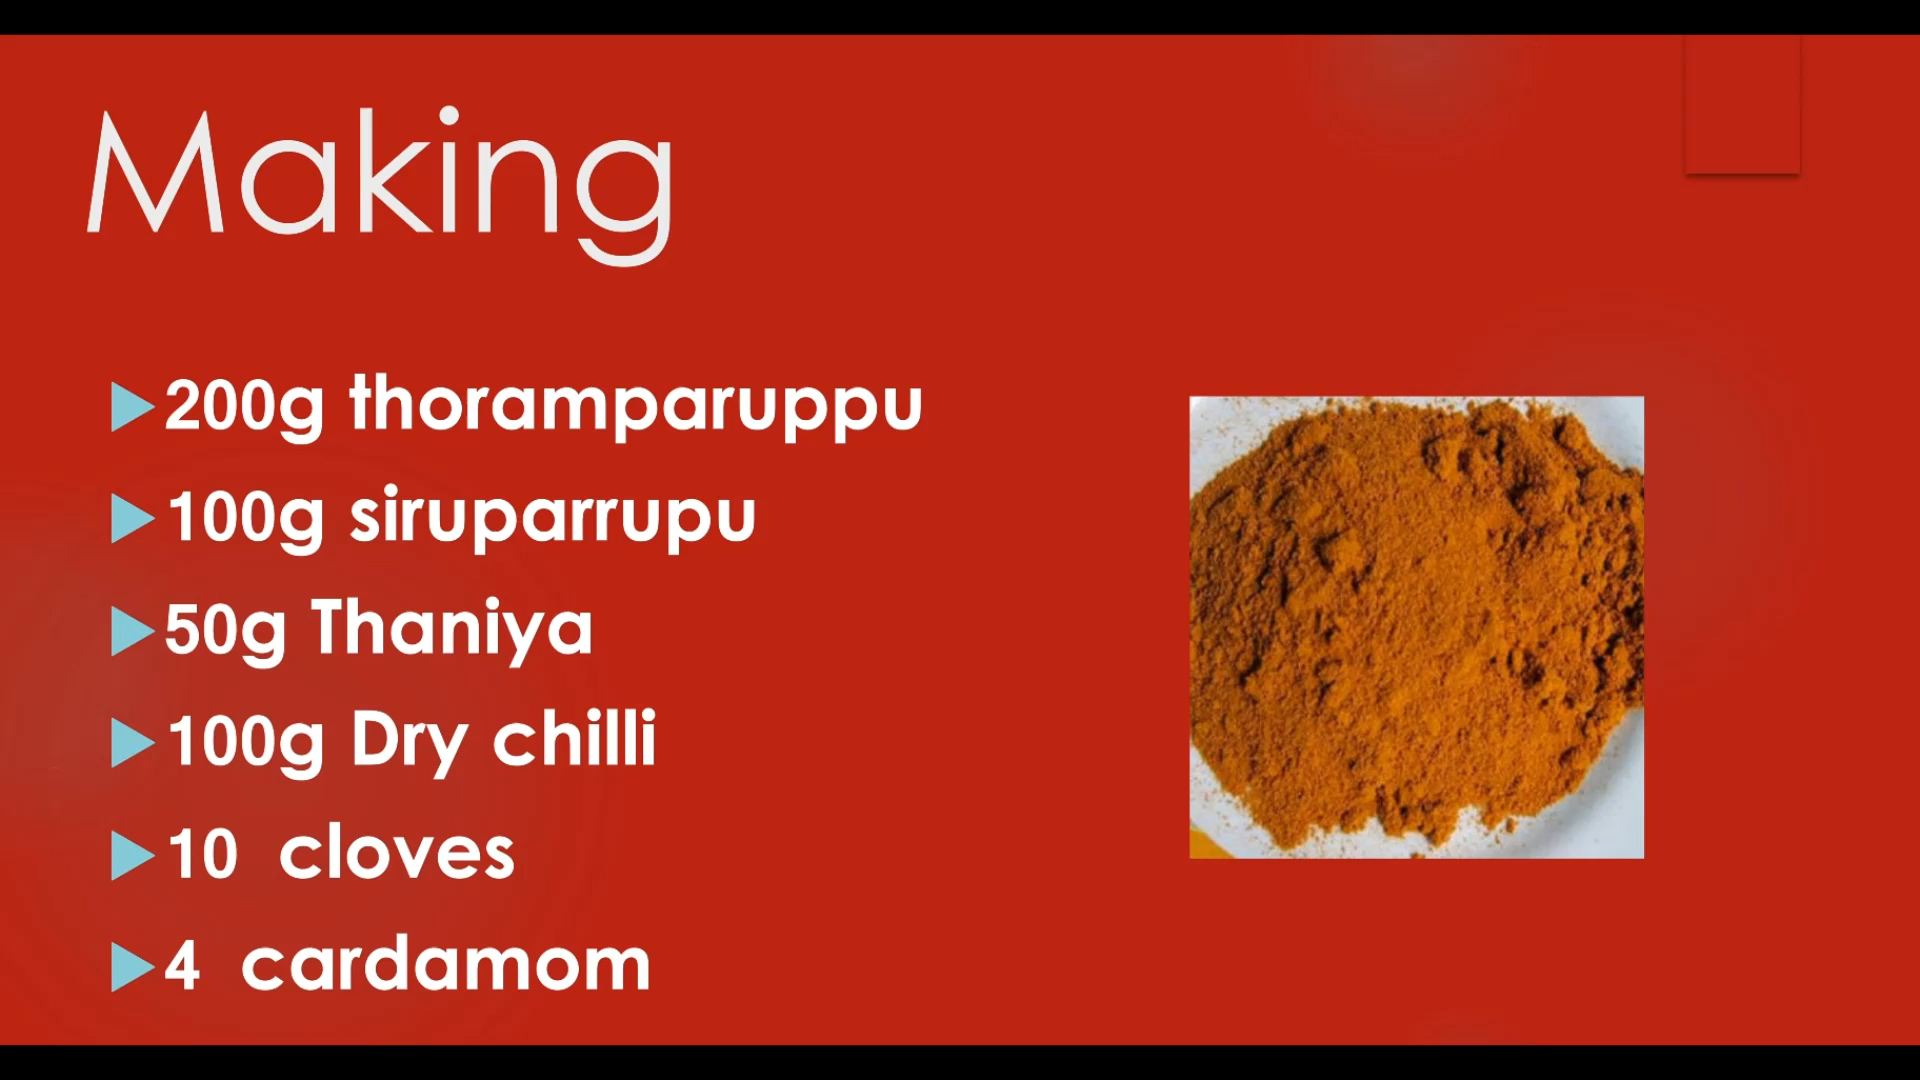 Making
200g thoramparuppu
100g siruparrupu
50g Thaniya
100g Dry chilli
10 cloves
4 cardamom